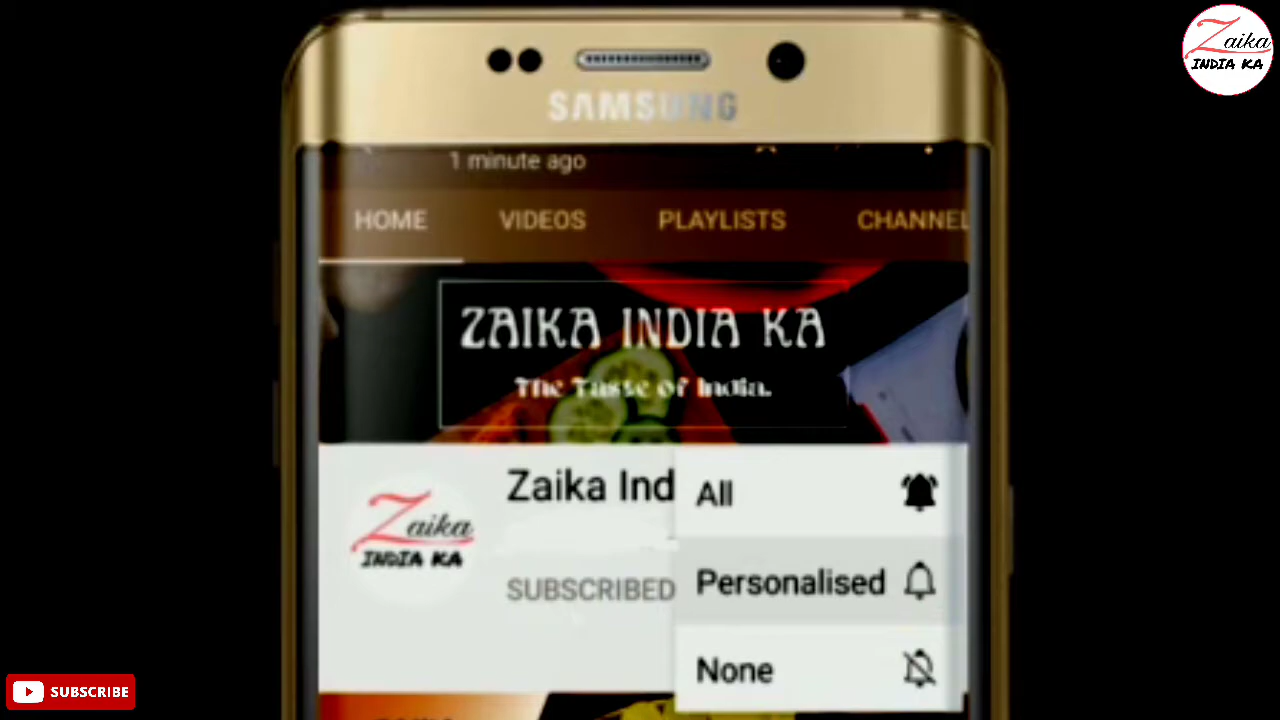 Zaika
INDIA KA
SAMSUNG
1 minute ago
HOME VIDEOS PLAYLISTS CHANNEL
ZAIKA INDIA KA
The Taste of India.
Zaika Ind
All
Zaika
INDIA KA
SUBSCRIBED
Personalised
None
SUBSCRIBE